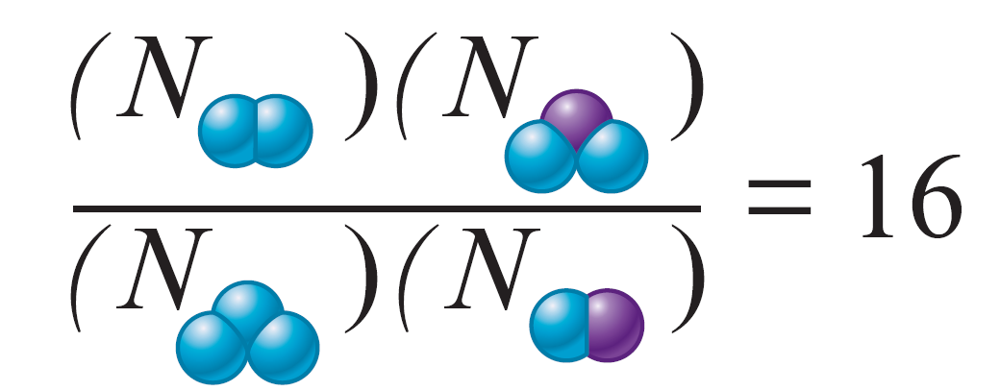 (N )(N )
= 16
(N )(N )